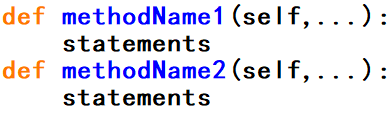 def methodName1(self,...):
    statements
def methodName2(self,...):
    statements